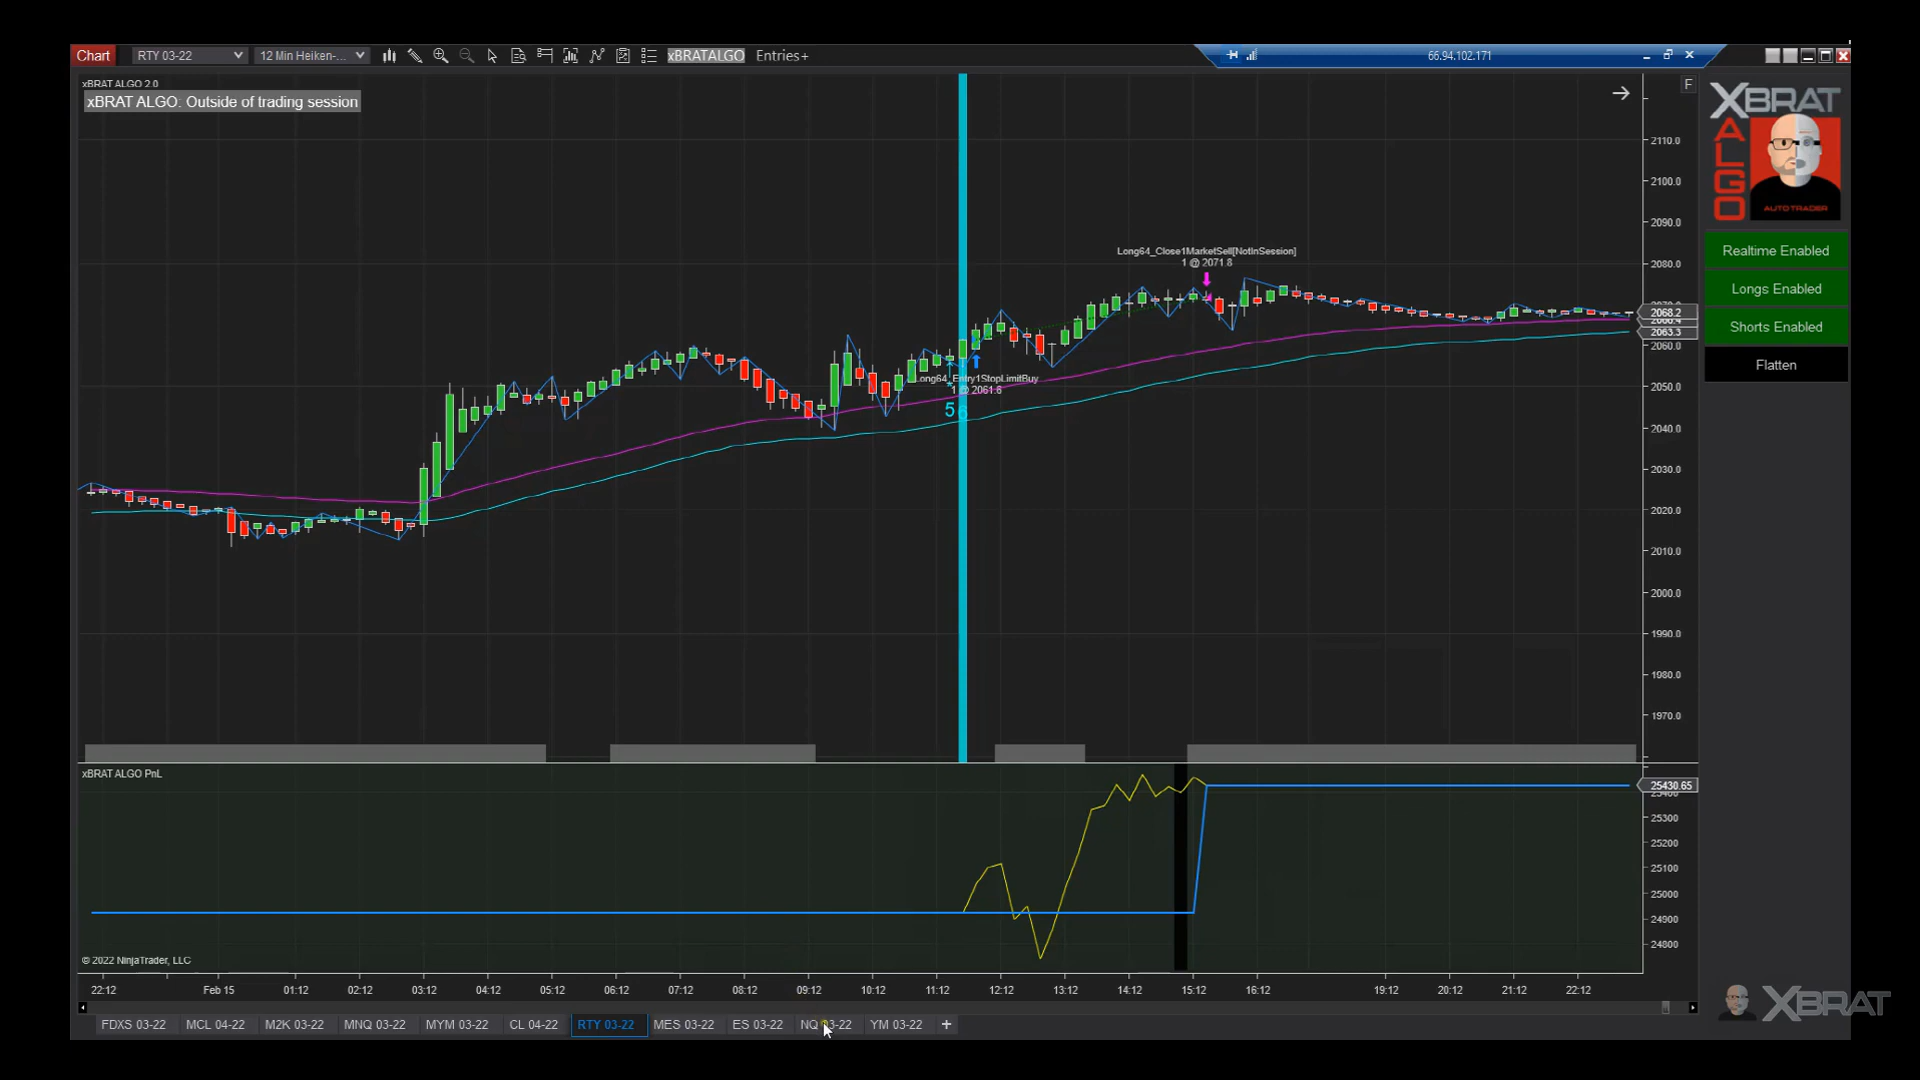 Chart RTY 03-22 12 Min Heiken-... xBRATALGO Entries+ 66.94.102.171
xBRAT ALGO 2.0
xBRAT ALGO: Outside of trading session
F
XBRAT
ALGO
AUTOTRADER
Realtime Enabled
Longs Enabled
Shorts Enabled
Flatten
Long64_Close1MarketSell[NotInSession]
1 @ 2071.8
Long64_Entry1StopLimitBuy
1 @ 2061.6
5 6
2110.0
2100.0
2090.0
2080.0
2068.2
2063.3
2060.0
2050.0
2040.0
2030.0
2020.0
2010.0
2000.0
1990.0
1980.0
1970.0
xBRAT ALGO PnL
25430.65
25300
25200
25100
25000
24900
24800
© 2022 NinjaTrader, LLC
22:12 Feb 15 01:12 02:12 03:12 04:12 05:12 06:12 07:12 08:12 09:12 10:12 11:12 12:12 13:12 14:12 15:12 16:12 19:12 20:12 21:12 22:12
FDXS 03-22 MCL 04-22 M2K 03-22 MNQ 03-22 MYM 03-22 CL 04-22 RTY 03-22 MES 03-22 ES 03-22 NQ 03-22 YM 03-22 +
XBRAT